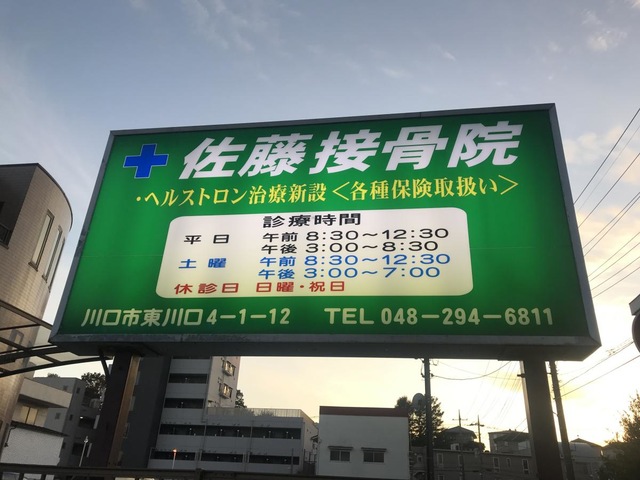 佐藤接骨院
・ヘルストロン治療新設＜各種保険取扱い＞
診療時間
平日 午前 8:30～12:30
午後 3:00～8:30
土曜 午前 8:30～12:30
午後 3:00～7:00
休診日 日曜・祝日
川口市東川口4－1－12 TEL 048－294－6811